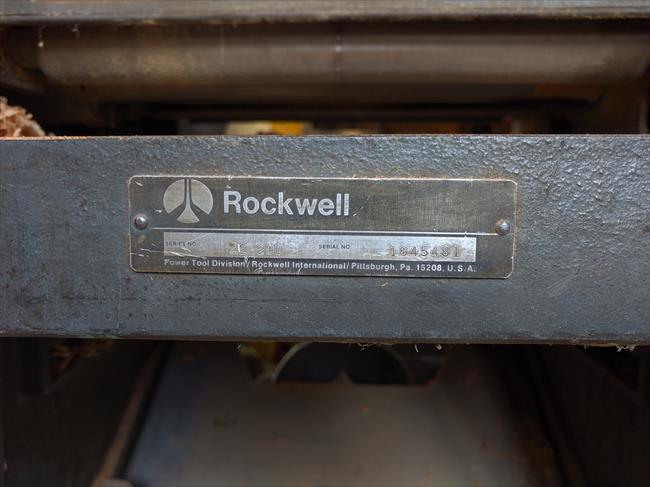 Rockwell
SERIES NO. SERIAL NO. 1845481
Power Tool Division/Rockwell International/Pittsburgh, Pa. 15208, U.S.A.